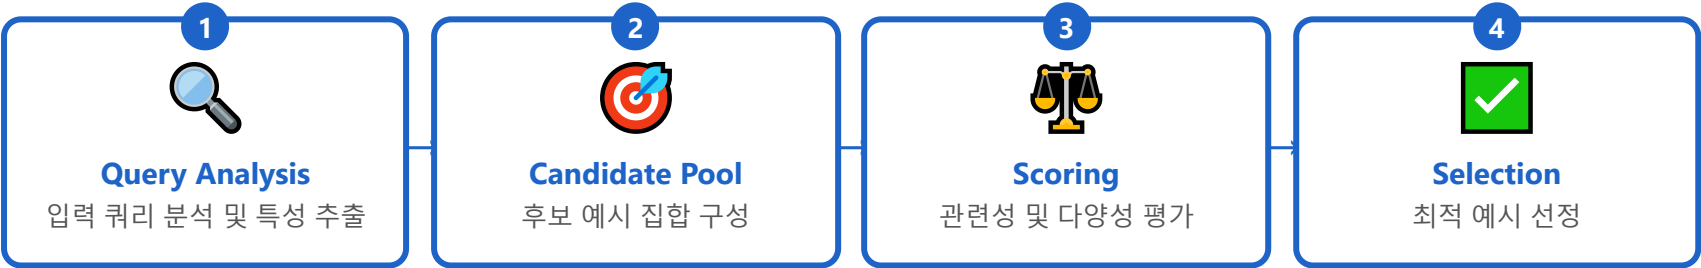 1
Query Analysis
입력 쿼리 분석 및 특성 추출
2
Candidate Pool
후보 예시 집합 구성
3
Scoring
관련성 및 다양성 평가
4
Selection
최적 예시 선정